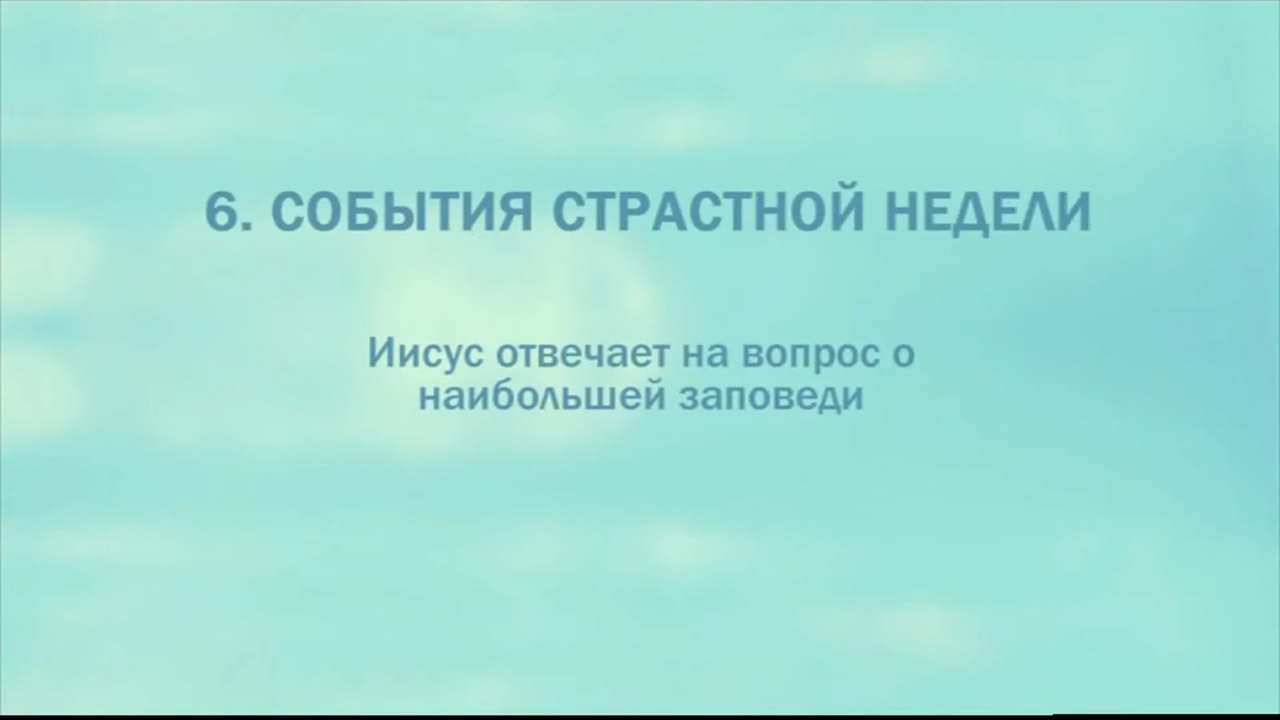 6. СОБЫТИЯ СТРАСТНОЙ НЕДЕЛИ
Иисус отвечает на вопрос о
наибольшей заповеди